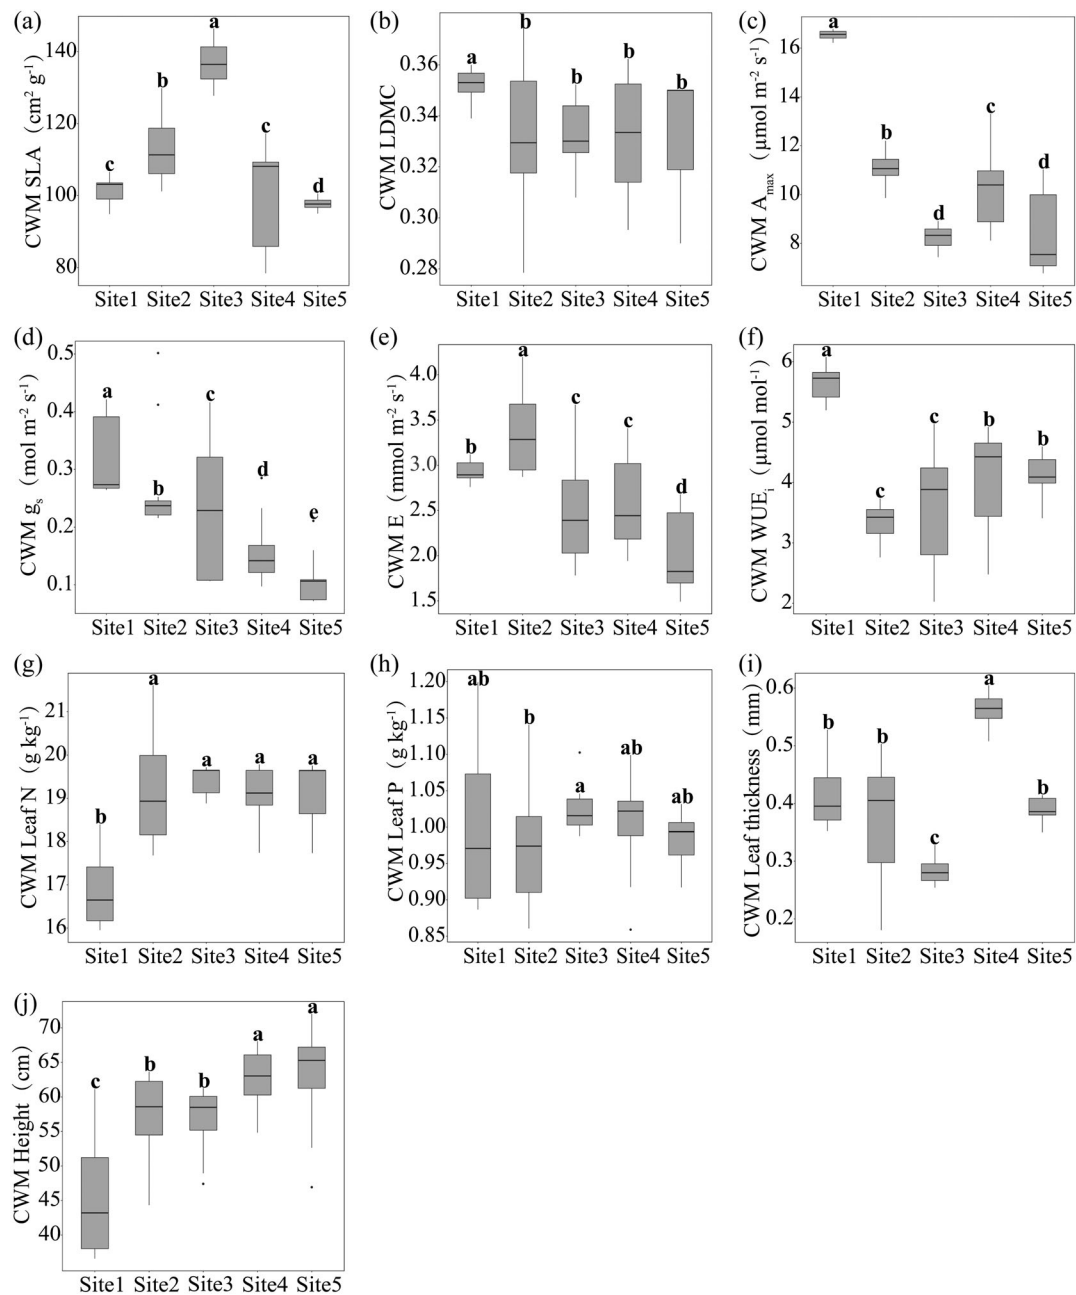 (a)
CWM SLA (cm² g⁻¹)
140
120
100
80
c
b
a
c
d
Site1 Site2 Site3 Site4 Site5
(b)
CWM LDMC
0.36
0.34
0.32
0.30
0.28
a
b
b
b
b
Site1 Site2 Site3 Site4 Site5
(c)
CWM Aₘₐₓ (μmol m⁻² s⁻¹)
16
14
12
10
8
a
b
d
c
d
Site1 Site2 Site3 Site4 Site5
(d)
CWM gₛ (mol m⁻² s⁻¹)
0.5
0.4
0.3
0.2
0.1
a
b
c
d
e
Site1 Site2 Site3 Site4 Site5
(e)
CWM E (mmol m⁻² s⁻¹)
4.0
3.5
3.0
2.5
2.0
1.5
b
a
c
c
d
Site1 Site2 Site3 Site4 Site5
(f)
CWM WUEᵢ (μmol mol⁻¹)
6
5
4
3
2
a
c
c
b
b
Site1 Site2 Site3 Site4 Site5
(g)
CWM Leaf N (g kg⁻¹)
21
20
19
18
17
16
b
a
a
a
a
Site1 Site2 Site3 Site4 Site5
(h)
CWM Leaf P (g kg⁻¹)
1.20
1.15
1.10
1.05
1.00
0.95
0.90
0.85
ab
b
a
ab
ab
Site1 Site2 Site3 Site4 Site5
(i)
CWM Leaf thickness (mm)
0.6
0.5
0.4
0.3
0.2
b
b
c
a
b
Site1 Site2 Site3 Site4 Site5
(j)
CWM Height (cm)
70
65
60
55
50
45
40
c
b
b
a
a
Site1 Site2 Site3 Site4 Site5